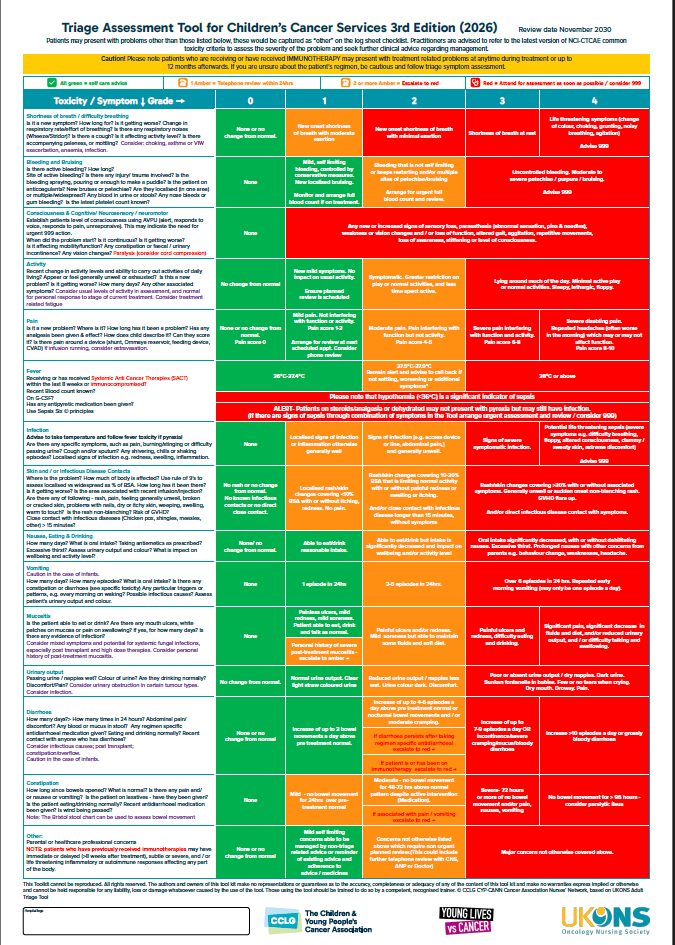 Triage Assessment Tool for Children's Cancer Services 3rd Edition (2026)
Review date November 2030
Patients may present with problems other than those listed below, these would be captured as "other" on the log sheet checklist. Practitioners are advised to refer to the latest version of NCI-CTCAE common
toxicity criteria to assess the severity of the problem and seek further clinical advice regarding management.
Caution! Please note patients who are receiving or have received IMMUNOTHERAPY may present with treatment related problems at anytime during treatment or up to
12 months afterwards. If you are unsure about the patient's regimen, be cautious and follow triage symptom assessment.
All green = self care advice
1 Amber = Telephone review within 24hrs
2 or more Amber = Escalate to red
Red = Attend for assessment as soon as possible / consider 999
Toxicity / Symptom ↓ Grade → 0 1 2 3 4
Shortness of breath / difficulty breathing
Is it a new symptom? How long for? Is it getting worse? Change in
respiratory rate/effort of breathing? Is there any respiratory noises
(Wheeze/Stridor)? Is there a cough? Is it affecting activity level? Is there
accompanying paleness, or mottling? Consider: choking, asthma or VIW
exacerbation, anaemia, infection.
None or no
change from normal.
New onset shortness
of breath with moderate
exertion
New onset shortness of breath
with minimal exertion
Shortness of breath at rest
Life threatening symptoms (change
of colour, choking, grunting, noisy
breathing, agitation)
Advise 999
Bleeding and Bruising
Is there active bleeding? How long?
Site of active bleeding? Is there any injury/ trauma involved? Is the
bleeding spraying, pouring or enough to make a puddle? Is the patient on
anticoagulants? New bruises or petechiae? Are they localised (in one area)
or multiple/widespread? Any blood in urine or stools? Any nose bleeds or
gum bleeding? Is the latest platelet count known?
None
Mild, self limiting
bleeding, controlled by
conservative measures.
New localised bruising.
Monitor and arrange full
blood count if on treatment.
Bleeding that is not self limiting
or keeps restarting and/or multiple
sites of petechiae/bruising
Arrange for urgent full
blood count and review.
Uncontrolled bleeding. Moderate to
severe petechiae / purpura / bruising.
Advise 999
Consciousness & Cognitive/ Neurosensory / neuromotor
Establish patients level of consciousness using AVPU (alert, responds to
voice, responds to pain, unresponsive). This may indicate the need for
urgent 999 action.
When did the problem start? Is it continuous? Is it getting worse?
Is it affecting mobility/function? Any constipation or faecal / urinary
incontinence? Any vision changes? Paralysis (consider cord compression)
None
Any new or increased signs of sensory loss, paraesthesia (abnormal sensation, pins & needles),
weakness or vision changes and / or loss of function, altered gait, aggitation, repetitive movements,
loss of awareness, stiffening or level of consciousness.
Activity
Recent change in activity levels and ability to carry out activities of daily
living? Appear or feel generally unwell or exhausted? Is this a new
problem? Is it getting worse? How many days? Any other associated
symptoms? Consider usual levels of activity in assessment, and normal
for personal response to stage of current treatment. Consider treatment
related fatigue
No change from normal
New mild symptoms. No
impact on usual activity.
Ensure planned
review is scheduled
Symptomatic. Greater restriction on
play or normal activities, and less
time spent active.
Lying around much of the day. Minimal active
play or normal activities. Sleepy, lethargic, floppy.
Pain
Is it a new problem? Where is it? How long has it been a problem? Has any
analgesia been given & effect? How does child describe it? Can they score
it? Is there pain around a device (shunt, Ommaya reservoir, feeding device,
CVAD) if infusion running, consider extravasation.
None or no change from
normal.
Pain score 0
Mild pain. Not interfering
with function or activity.
Pain score 1-3
Arrange for review at next
scheduled appt. Consider
phone review
Moderate pain. Pain interfering with
function but not activity.
Pain score 4-5
Severe pain interfering
with function and activity.
Pain score 6-8
Severe disabling pain.
Repeated headaches (often worse
in the morning) which may or may not
affect function.
Pain score 9-10
Fever
Receiving or has received Systemic Anti Cancer Therapies (SACT)
within the last 8 weeks or immunocompromised?
Recent Blood count known?
On G-CSF?
Has any antipyretic medication been given?
Use Sepsis Six © principles
36°C-37.4°C
37.5°C-37.9°C
Remain alert and advise to call back if
not settling, worsening or additional
symptoms*
38°C or above
Please note that hypothermia (<36°C) is a significant indicator of sepsis
ALERT- Patients on steroids/analgesia or dehydrated may not present with pyrexia but may still have infection.
(If there are signs of sepsis through combination of symptoms in the Tool arrange urgent assessment and review / consider 999)
Infection
Advise to take temperature and follow fever toxicity if pyrexial
Are there any specific symptoms, such as pain, burning/stinging or difficulty
passing urine? Cough and/or sputum? Any shivering, chills or shaking
episodes? Localised signs of infection e.g. redness, swelling, inflammation.
None
Localised signs of infection
or inflammation otherwise
generally well
Signs of infection [e.g. access device
or line, abdominal pain,]
and generally unwell.
Signs of severe
symptomatic infection.
Potential life threatening sepsis (severe
symptoms e.g. difficulty breathing,
floppy, altered consciousness, clammy /
sweaty skin, extreme discomfort)
Advise 999
Skin and / or infectious Disease Contacts
Where is the problem? How much of body is affected? Use rule of 9's to
assess localised vs widespread as % of BSA. How long has it been there?
Is it getting worse? Is the area associated with recent infusion/injection?
Are there any of following - rash, pain, feeling generally unwell, broken
or cracked skin, problems with nails, dry or itchy skin, weeping, swelling,
warm to touch? Is the rash non-blanching? Risk of GVHD?
Close contact with infectious diseases (Chicken pox, shingles, measles,
other) > 15 minutes?
No rash or no change
from normal.
No known infectious
contacts or no direct
close contact.
Localised rash/skin
changes covering <10%
BSA with or without itching,
redness. No pain.
Rash/skin changes covering 10-30%
BSA that is limiting normal activity
with or without painful redness
or swelling or itching.
And/or close contact with infectious
disease longer than 15 minutes,
without symptoms
Rash/skin changes covering >30% with or without associated
symptoms. Generally unwell or sudden onset non-blanching rash.
GVHD flare up.
And/or direct infectious disease contact with symptoms.
Nausea, Eating & Drinking
How many days? What is oral intake? Taking antiemetics as prescribed?
Excessive thirst? Assess urinary output and colour? What is impact on
wellbeing and activity level?
None/ no
change from normal.
Able to eat/drink
reasonable intake.
Able to eat/drink but intake is
significantly decreased and impact on
wellbeing and/or activity level
Oral intake significantly decreased, with or without debilitating
nausea. Excessive thirst. Prolonged nausea with other concerns from
parents e.g. behaviour change, weaknesses, headache.
Vomiting
Caution in the case of infants.
How many days? How many episodes? What is oral intake? Is there any
constipation or diarrhoea (see specific toxicity) Any particular triggers or
patterns, e.g. every morning on waking? Possible infectious causes? Assess
patient's urinary output and colour.
None
1 episode in 24hs
2-5 episodes in 24hrs.
Over 6 episodes in 24 hrs. Repeated early
morning vomiting (may only be one episode a day).
Mucositis
Is the patient able to eat or drink? Are there any mouth ulcers, white
patches on mucosa or pain on swallowing? If yes, for how many days? Is
there any evidence of infection?
Consider mixed symptoms and potential for systemic fungal infections,
especially post transplant and high dose therapies. Consider personal
history of post-treatment mucositis.
None
Painless ulcers, mild
redness, mild soreness.
Patient able to eat, drink
and talk as normal.
Personal history of severe
post-treatment mucositis -
escalate to amber +
Painful ulcers and/or redness.
Mild soreness but able to maintain
some fluids and soft diet.
Painful ulcers and
redness, difficulty eating
and drinking.
Significant pain, significant decrease in
fluids and diet, and/or reduced urinary
output, and / or difficulty talking and
swallowing.
Urinary output
Passing urine / nappies wet? Colour of urine? Are they drinking normally?
Discomfort/Pain? Consider urinary obstruction in certain tumour types.
Consider infection.
No change from normal.
Normal urine output. Clear
light straw coloured urine
Reduced urine output / nappies less
wet. Urine colour dark. Discomfort.
Poor or absent urine output / dry nappies. Dark urine.
Sunken fontanelle in babies. Few or no tears when crying.
Dry mouth. Drowsy. Pain.
Diarrhoea
How many days?> How many times in 24 hours? Abdominal pain/
discomfort? Any blood or mucus in stool? Any regimen specific
antidiarrhoeal medication given? Eating and drinking normally? Recent
contact with anyone who has diarrhoea?
Consider infectious causes; post transplant;
constipation/overflow.
Caution in the case of infants.
None or no
change from normal
Increase of up to 3 bowel
movements a day above
pre treatment normal.
Increase of up to 4-6 episodes a
day above pre treatment normal or
nocturnal bowel movements and / or
moderate cramping.
If diarrhoea persists after taking
regimen specific antidiarrhoeal
escalate to red +
If patient is or has been on
immunotherapy escalate to red +
Increase of up to
7-9 episodes a day OR
incontinence/severe
cramping/mucus/bloody
diarrhoea
Increase >10 episodes a day or grossly
bloody diarrhoea
Constipation
How long since bowels opened? What is normal? Is there any pain and/
or nausea or vomiting? Is the patient on laxatives - have they been given?
Is the patient eating/drinking normally? Recent antidiarrhoeal medication
been given? Is wind being passed?
Note: The Bristol stool chart can be used to assess bowel movement
None
Mild - no bowel movement
for 24hrs over pre-
treatment normal
Moderate - no bowel movement
for 48-72 hrs above normal
pattern despite active intervention
(Medication).
If associated with pain / vomiting
escalate to red +
Severe- 72 hours
or more of no bowel
movement and/or pain,
nausea, vomiting
No bowel movement for > 96 hours -
consider paralytic ileus
Other:
Parental or healthcare professional concerns
NOTE: patients who have previously received immunotherapies may have
immediate or delayed (>8 weeks after treatment), subtle or severe, and / or
life threatening inflammatory or autoimmune responses affecting any part
of the body.
None or no change
from normal
Mild self limiting
concerns able to be
managed by non-triage
related advice or reminder
of existing advice and
adherence to
advice / medicines
Concerns not otherwise listed
above which require non urgent
planned review.(This could include
further telephone review with CNS,
ANP or Doctor)
Major concerns not otherwise covered above.
This Toolkit cannot be reproduced. All rights reserved. The authors and owners of this tool kit make no representations or guarantees as to the accuracy, completeness or adequacy of any of the content of this tool kit and make no warranties express implied or otherwise
and cannot be held responsible for any liability, loss or damage whatsoever caused by the use of the tool. Those using the tool should be trained to do so by a competent, recognised trainer. © CCLG CYP CANN Cancer Association Nurses' Network, based on UKONS Adult
Triage Tool
CCLG
The Children &
Young People's
Cancer Association
YOUNG LIVES
vs CANCER
UKONS
Oncology Nursing Society